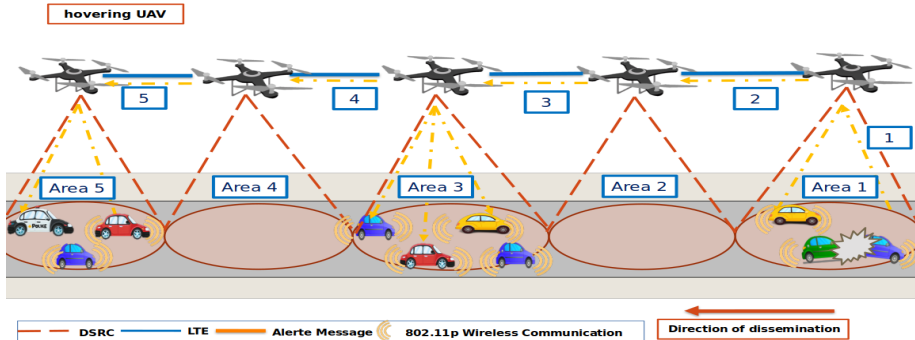 hovering UAV
5
4
3
2
1
Area 5
Area 4
Area 3
Area 2
Area 1
POLICE
DSRC
LTE
Alerte Message
802.11p Wireless Communication
Direction of dissemination